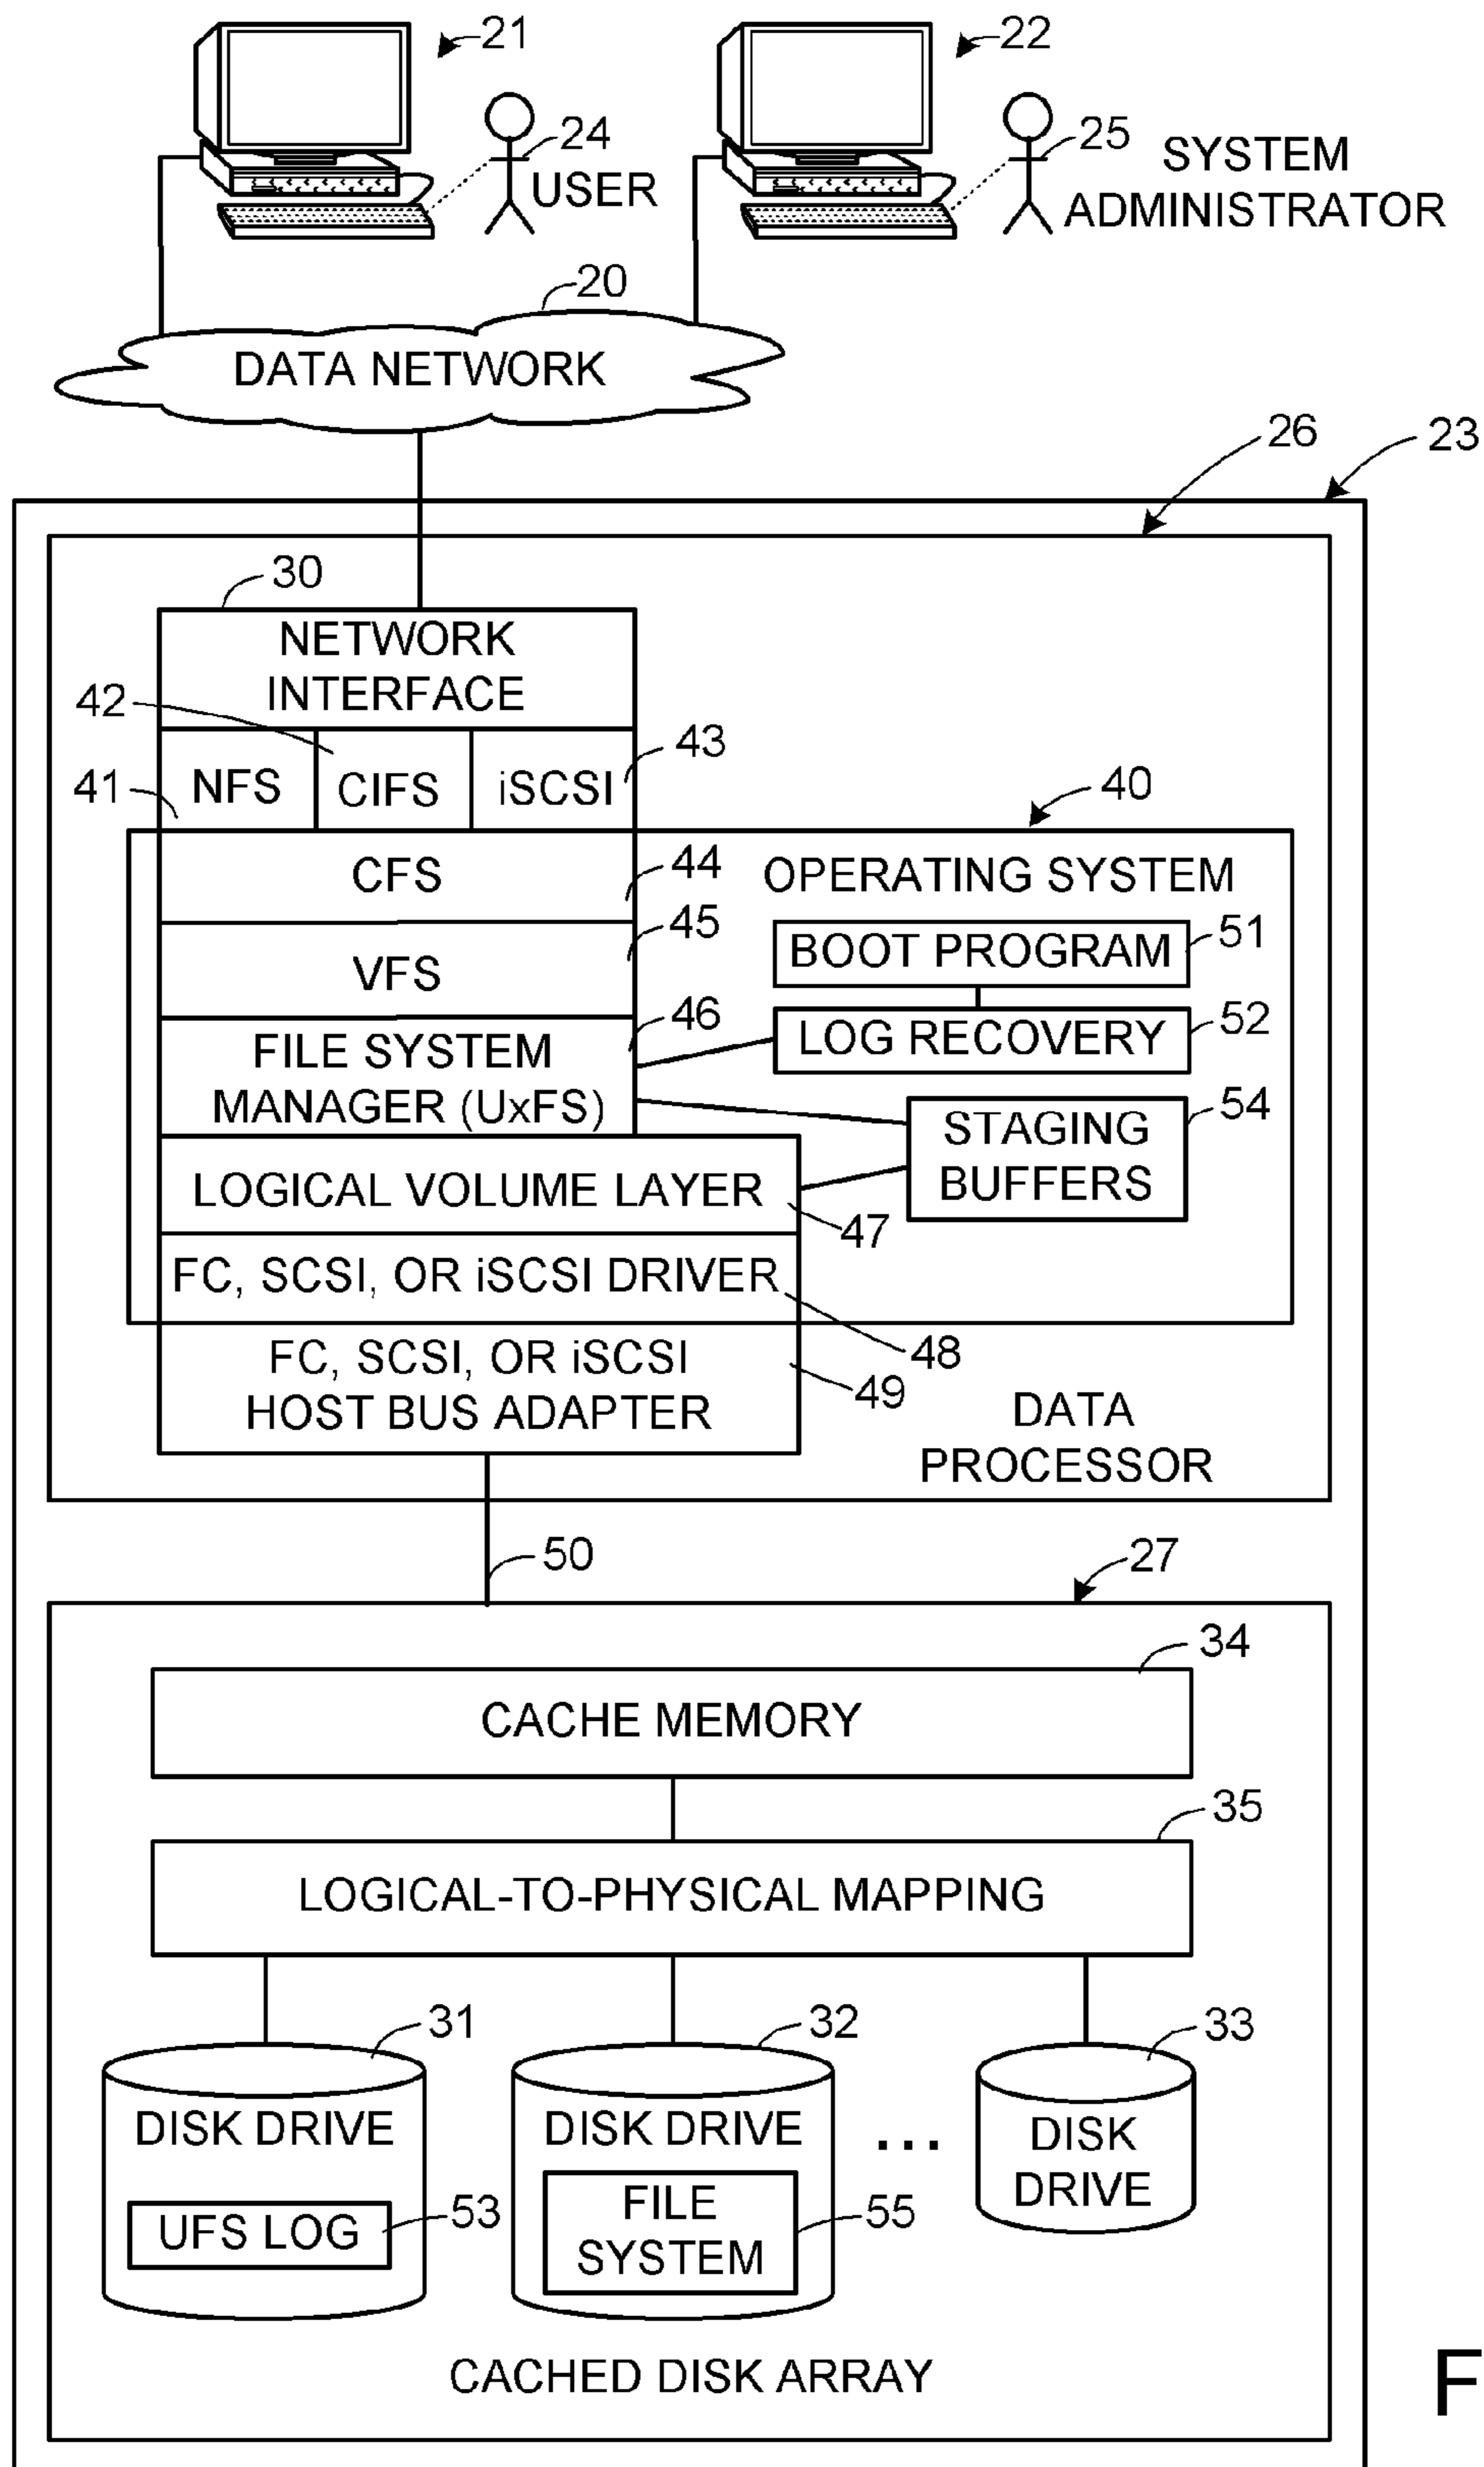 21
22
24
USER
25
SYSTEM
ADMINISTRATOR
20
DATA NETWORK
26
23
30
NETWORK
INTERFACE
42
43
41
NFS
CIFS
iSCSI
40
CFS
44
OPERATING SYSTEM
45
VFS
BOOT PROGRAM
51
46
FILE SYSTEM
MANAGER (UxFS)
LOG RECOVERY
52
STAGING
BUFFERS
54
LOGICAL VOLUME LAYER
47
FC, SCSI, OR iSCSI DRIVER
48
FC, SCSI, OR iSCSI
HOST BUS ADAPTER
49
DATA
PROCESSOR
50
27
34
CACHE MEMORY
35
LOGICAL-TO-PHYSICAL MAPPING
31
32
33
DISK DRIVE
DISK DRIVE
...
DISK
DRIVE
UFS LOG
53
FILE
SYSTEM
55
CACHED DISK ARRAY
F